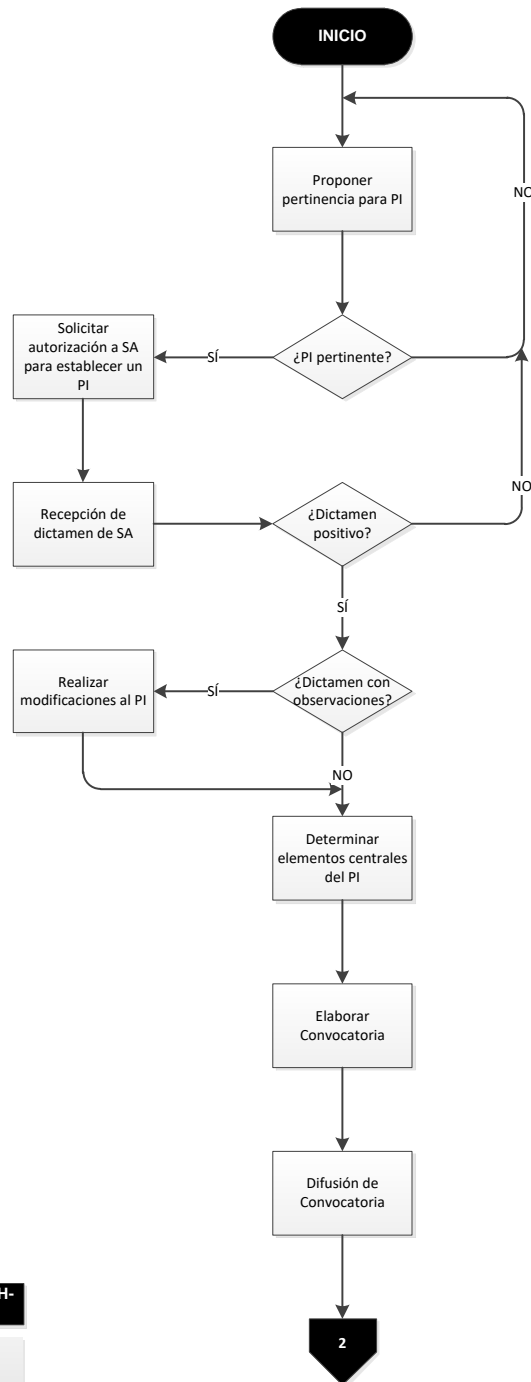 INICIO
NO
Proponer
pertinencia para PI
Solicitar
autorización a SA
para establecer un
PI
SÍ
¿PI pertinente?
NO
Recepción de
dictamen de SA
¿Dictamen
positivo?
SÍ
Realizar
modificaciones al PI
SÍ
¿Dictamen con
observaciones?
NO
Determinar
elementos centrales
del PI
Elaborar
Convocatoria
Difusión de
Convocatoria
H-
2